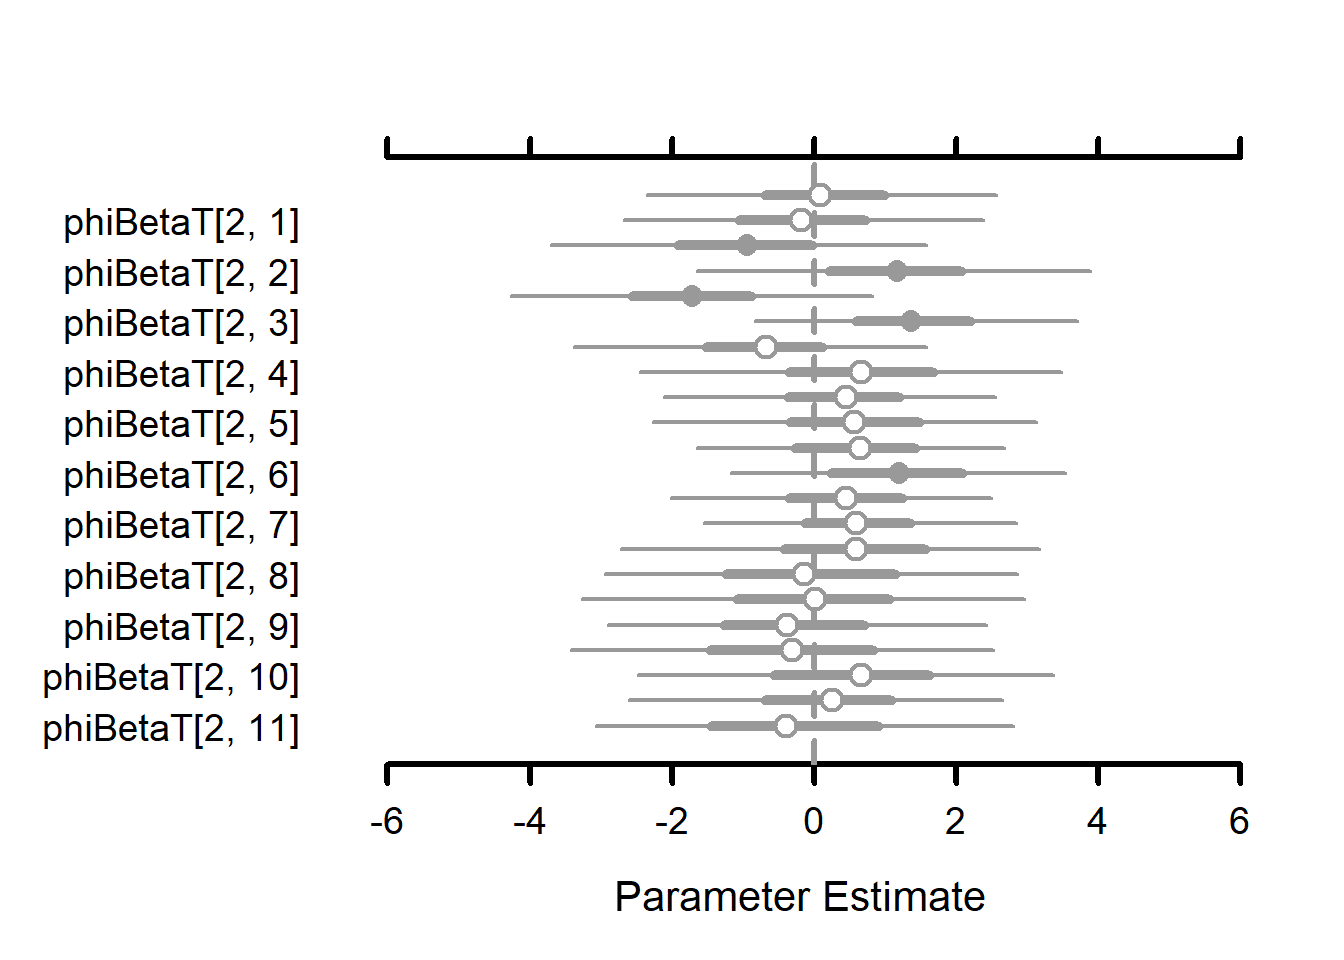 phiBetaT[2, 1]
phiBetaT[2, 2]
phiBetaT[2, 3]
phiBetaT[2, 4]
phiBetaT[2, 5]
phiBetaT[2, 6]
phiBetaT[2, 7]
phiBetaT[2, 8]
phiBetaT[2, 9]
phiBetaT[2, 10]
phiBetaT[2, 11]
-6 -4 -2 0 2 4 6
Parameter Estimate